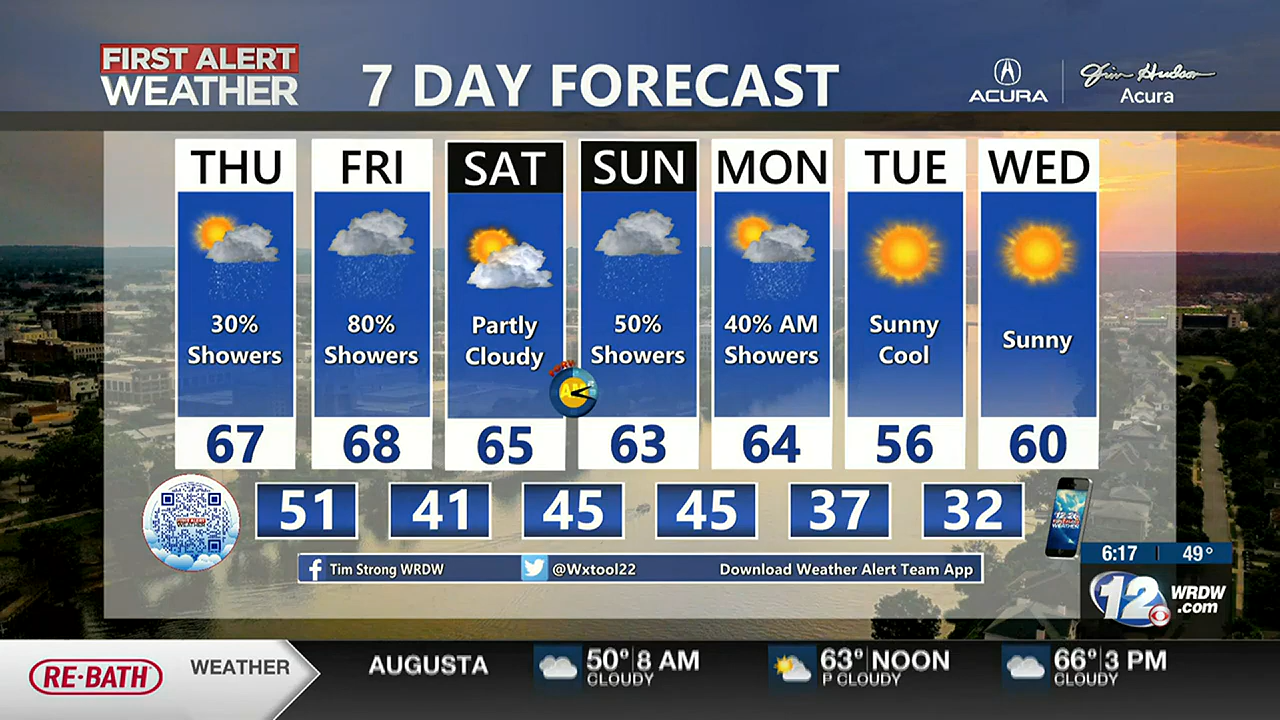 FIRST ALERT
WEATHER
7 DAY FORECAST
ACURA
Jim Hudson
Acura
THU FRI SAT SUN MON TUE WED
30%
Showers
80%
Showers
Partly
Cloudy
50%
Showers
40% AM
Showers
Sunny
Cool
Sunny
67 68 65 63 64 56 60
51 41 45 45 37 32
Tim Strong WRDW @Wxtool22 Download Weather Alert Team App
6:17 49°
12 WRDW
.com
RE·BATH WEATHER AUGUSTA
50° 8 AM
CLOUDY
63° NOON
P CLOUDY
66° 3 PM
CLOUDY